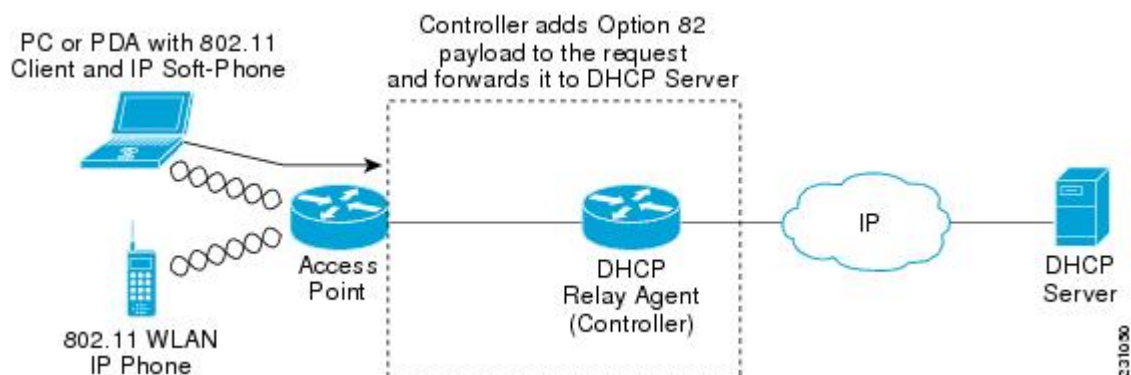 Controller adds Option 82
payload to the request
and forwards it to DHCP Server
PC or PDA with 802.11
Client and IP Soft-Phone
Access
Point
802.11 WLAN
IP Phone
DHCP
Relay Agent
(Controller)
IP
DHCP
Server
231050